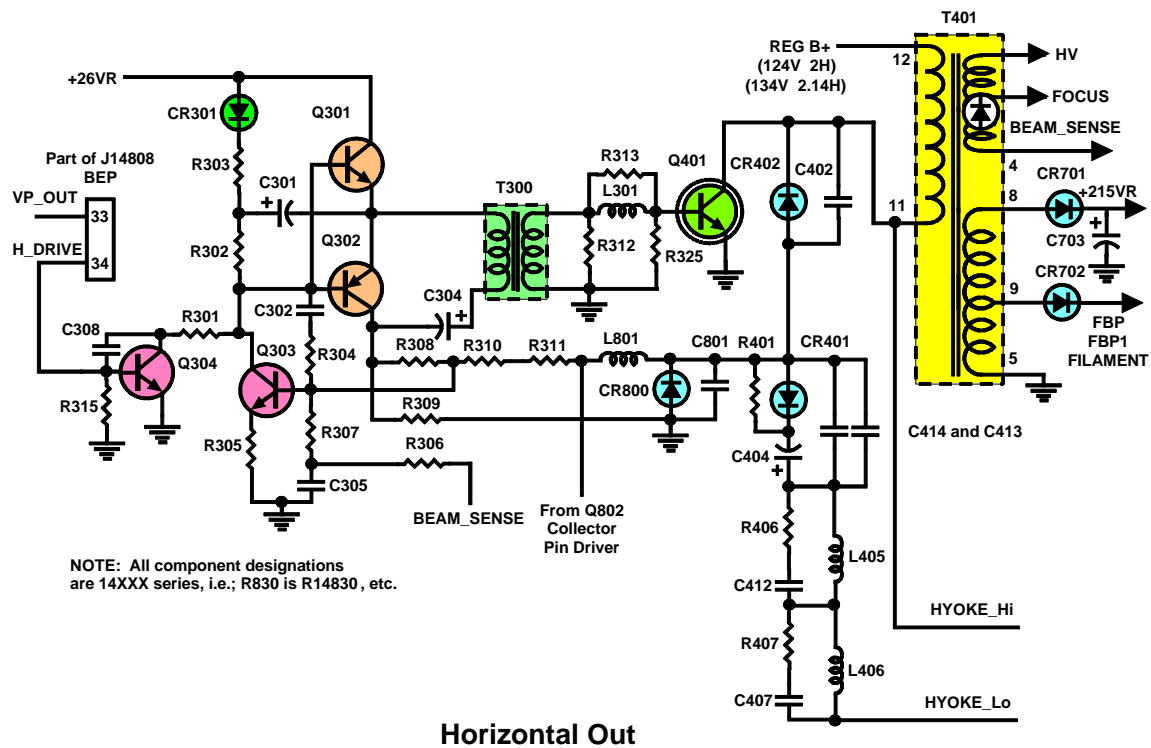 T401
REG B+
(124V 2H)
(134V 2.14H)
12
HV
FOCUS
BEAM_SENSE
4
+26VR
CR301
Q301
R303
Part of J14808
BEP
VP_OUT
33
H_DRIVE
34
C301
+
R302
Q302
T300
R313
L301
R312
R325
Q401
CR402
C402
11
8
CR701
+215VR
+
C703
9
CR702
FBP
FBP1
FILAMENT
5
C308
R301
Q304
R315
Q303
C302
R304
C304
+
R308
R310
R311
L801
C801
CR800
R401
CR401
C414 and C413
R305
R307
R309
R306
C305
BEAM_SENSE
From Q802
Collector
Pin Driver
C404
+
R406
L405
C412
R407
L406
C407
HYOKE_Hi
HYOKE_Lo
NOTE: All component designations
are 14XXX series, i.e.; R830 is R14830, etc.
Horizontal Out